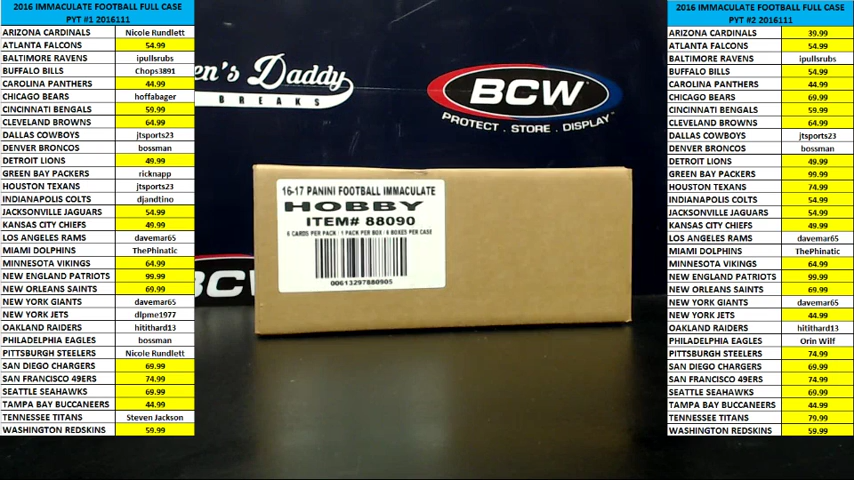 2016 IMMACULATE FOOTBALL FULL CASE
PYT #1 2016111
ARIZONA CARDINALS Nicole Rundlett
ATLANTA FALCONS 54.99
BALTIMORE RAVENS ipullsrubs
BUFFALO BILLS Chops3891
CAROLINA PANTHERS 44.99
CHICAGO BEARS hoffabager
CINCINNATI BENGALS 59.99
CLEVELAND BROWNS 64.99
DALLAS COWBOYS jtsports23
DENVER BRONCOS bossman
DETROIT LIONS 49.99
GREEN BAY PACKERS ricknapp
HOUSTON TEXANS jtsports23
INDIANAPOLIS COLTS djandtino
JACKSONVILLE JAGUARS 54.99
KANSAS CITY CHIEFS 49.99
LOS ANGELES RAMS davemar65
MIAMI DOLPHINS ThePhinatic
MINNESOTA VIKINGS 64.99
NEW ENGLAND PATRIOTS 99.99
NEW ORLEANS SAINTS 69.99
NEW YORK GIANTS davemar65
NEW YORK JETS dlpme1977
OAKLAND RAIDERS hitithard13
PHILADELPHIA EAGLES bossman
PITTSBURGH STEELERS Nicole Rundlett
SAN DIEGO CHARGERS 69.99
SAN FRANCISCO 49ERS 74.99
SEATTLE SEAHAWKS 69.99
TAMPA BAY BUCCANEERS 44.99
TENNESSEE TITANS Steven Jackson
WASHINGTON REDSKINS 59.99
en's Daddy
BREAKS
BCW
PROTECT . STORE . DISPLAY
16-17 PANINI FOOTBALL IMMACULATE
HOBBY
ITEM# 88090
6 CARDS PER PACK : 1 PACK PER BOX : 6 BOXES PER CASE
00613297880905
BCW
2016 IMMACULATE FOOTBALL FULL CASE
PYT #2 2016111
ARIZONA CARDINALS 39.99
ATLANTA FALCONS 54.99
BALTIMORE RAVENS ipullsrubs
BUFFALO BILLS 54.99
CAROLINA PANTHERS 44.99
CHICAGO BEARS 69.99
CINCINNATI BENGALS 59.99
CLEVELAND BROWNS 64.99
DALLAS COWBOYS jtsports23
DENVER BRONCOS bossman
DETROIT LIONS 49.99
GREEN BAY PACKERS 99.99
HOUSTON TEXANS 74.99
INDIANAPOLIS COLTS 54.99
JACKSONVILLE JAGUARS 54.99
KANSAS CITY CHIEFS 49.99
LOS ANGELES RAMS davemar65
MIAMI DOLPHINS ThePhinatic
MINNESOTA VIKINGS 64.99
NEW ENGLAND PATRIOTS 99.99
NEW ORLEANS SAINTS 69.99
NEW YORK GIANTS davemar65
NEW YORK JETS 44.99
OAKLAND RAIDERS hitithard13
PHILADELPHIA EAGLES Orin Wilf
PITTSBURGH STEELERS 74.99
SAN DIEGO CHARGERS 69.99
SAN FRANCISCO 49ERS 74.99
SEATTLE SEAHAWKS 69.99
TAMPA BAY BUCCANEERS 44.99
TENNESSEE TITANS 79.99
WASHINGTON REDSKINS 59.99